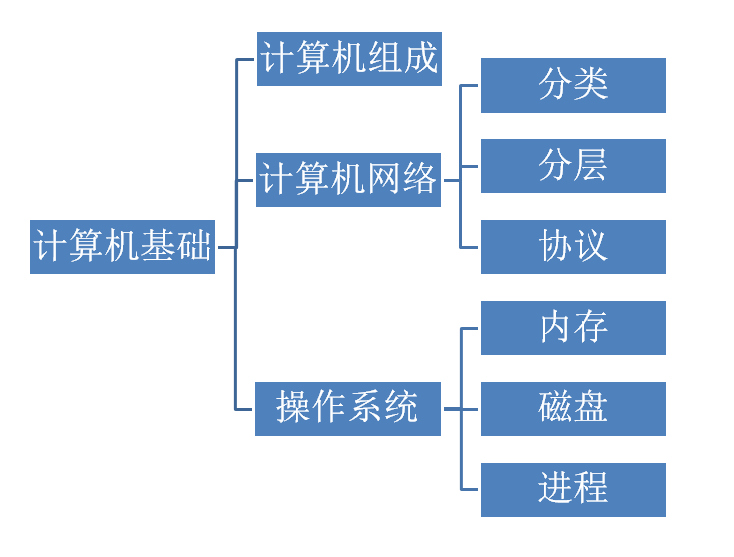 计算机组成
分类
计算机网络
分层
计算机基础
协议
内存
操作系统
磁盘
进程